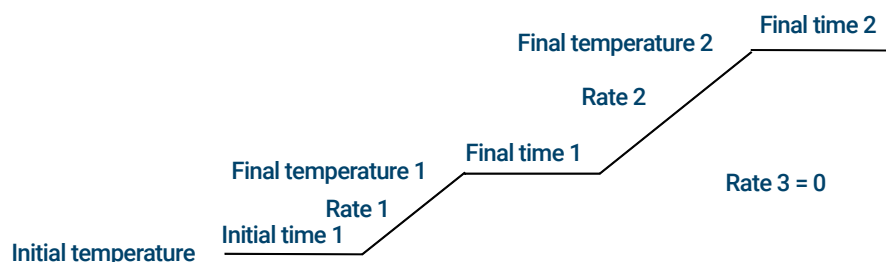 Final time 2
Final temperature 2
Rate 2
Final time 1
Final temperature 1
Rate 3 = 0
Rate 1
Initial time 1
Initial temperature